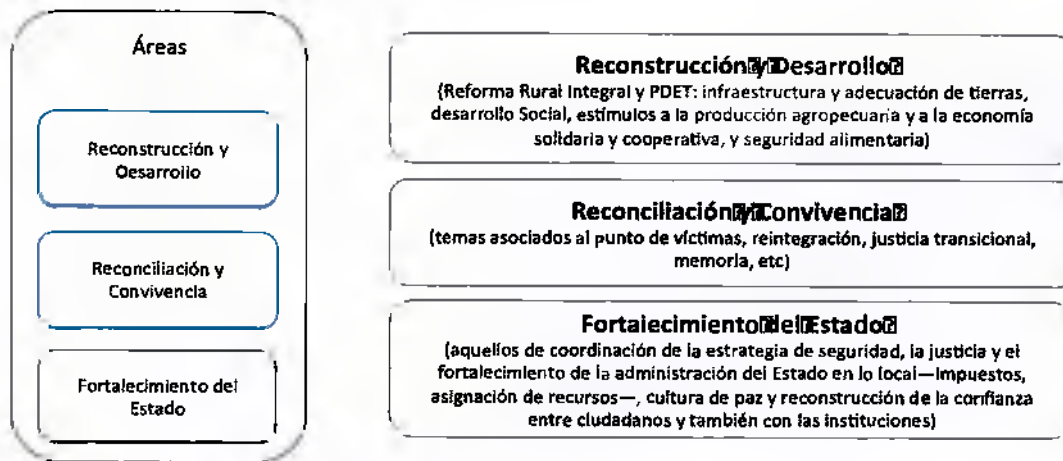 Áreas
Reconstrucción y
Desarrollo
Reconciliación y
Convivencia
Fortalecimiento del
Estado
Reconstrucción y Desarrollo
(Reforma Rural Integral y PDET: infraestructura y adecuación de tierras,
desarrollo Social, estímulos a la producción agropecuaria y a la economía
solidaria y cooperativa, y seguridad alimentaria)
Reconciliación y Convivencia
(temas asociados al punto de víctimas, reintegración, justicia transicional,
memoria, etc)
Fortalecimiento del Estado
(aquellos de coordinación de la estrategia de seguridad, la justicia y el
fortalecimiento de la administración del Estado en lo local—Impuestos,
asignación de recursos—, cultura de paz y reconstrucción de la confianza
entre ciudadanos y también con las instituciones)